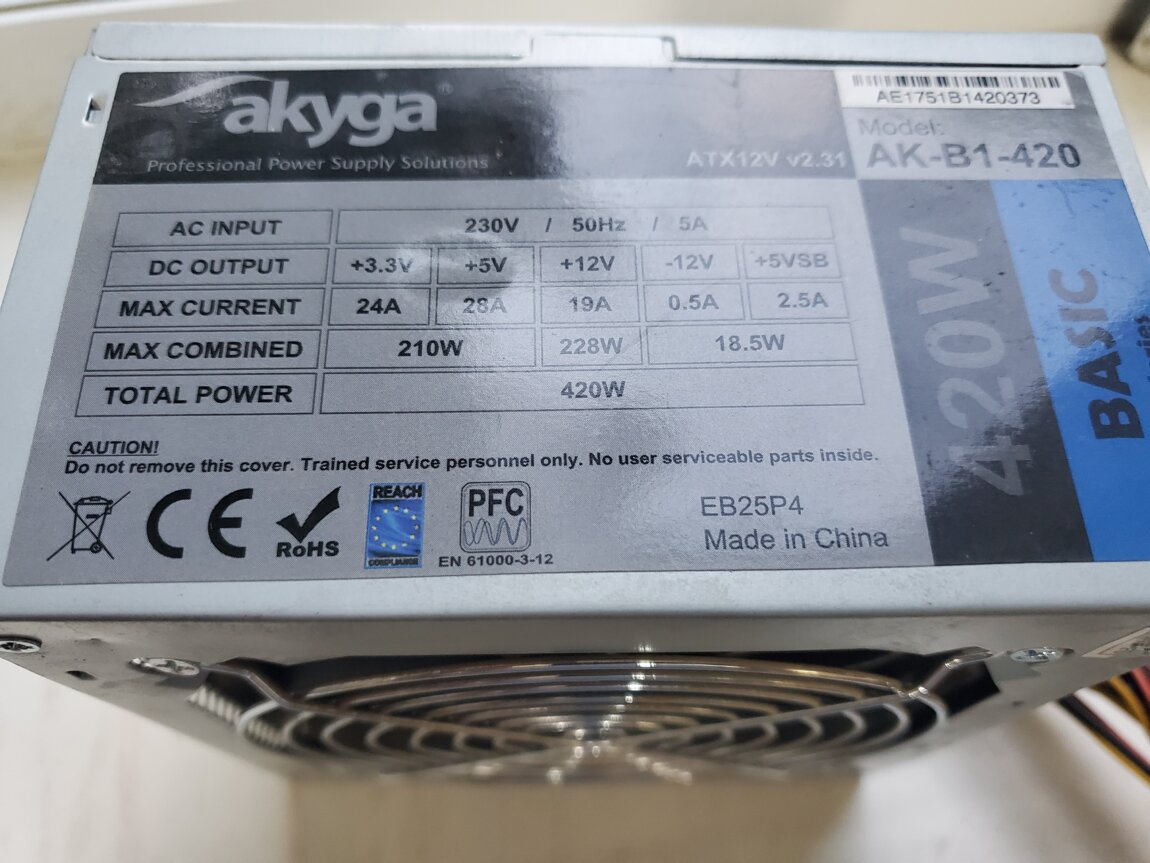 akyga
Professional Power Supply Solutions
ATX12V v2.31
AE1751B1420373
Model:
AK-B1-420
AC INPUT 230V / 50Hz / 5A
DC OUTPUT +3.3V +5V +12V -12V +5VSB
MAX CURRENT 24A 28A 19A 0.5A 2.5A
MAX COMBINED 210W 228W 18.5W
TOTAL POWER 420W
420W
BASIC
CAUTION!
Do not remove this cover. Trained service personnel only. No user serviceable parts inside.
CE
RoHS
REACH
COMPLIANCE
PFC
EN 61000-3-12
EB25P4
Made in China